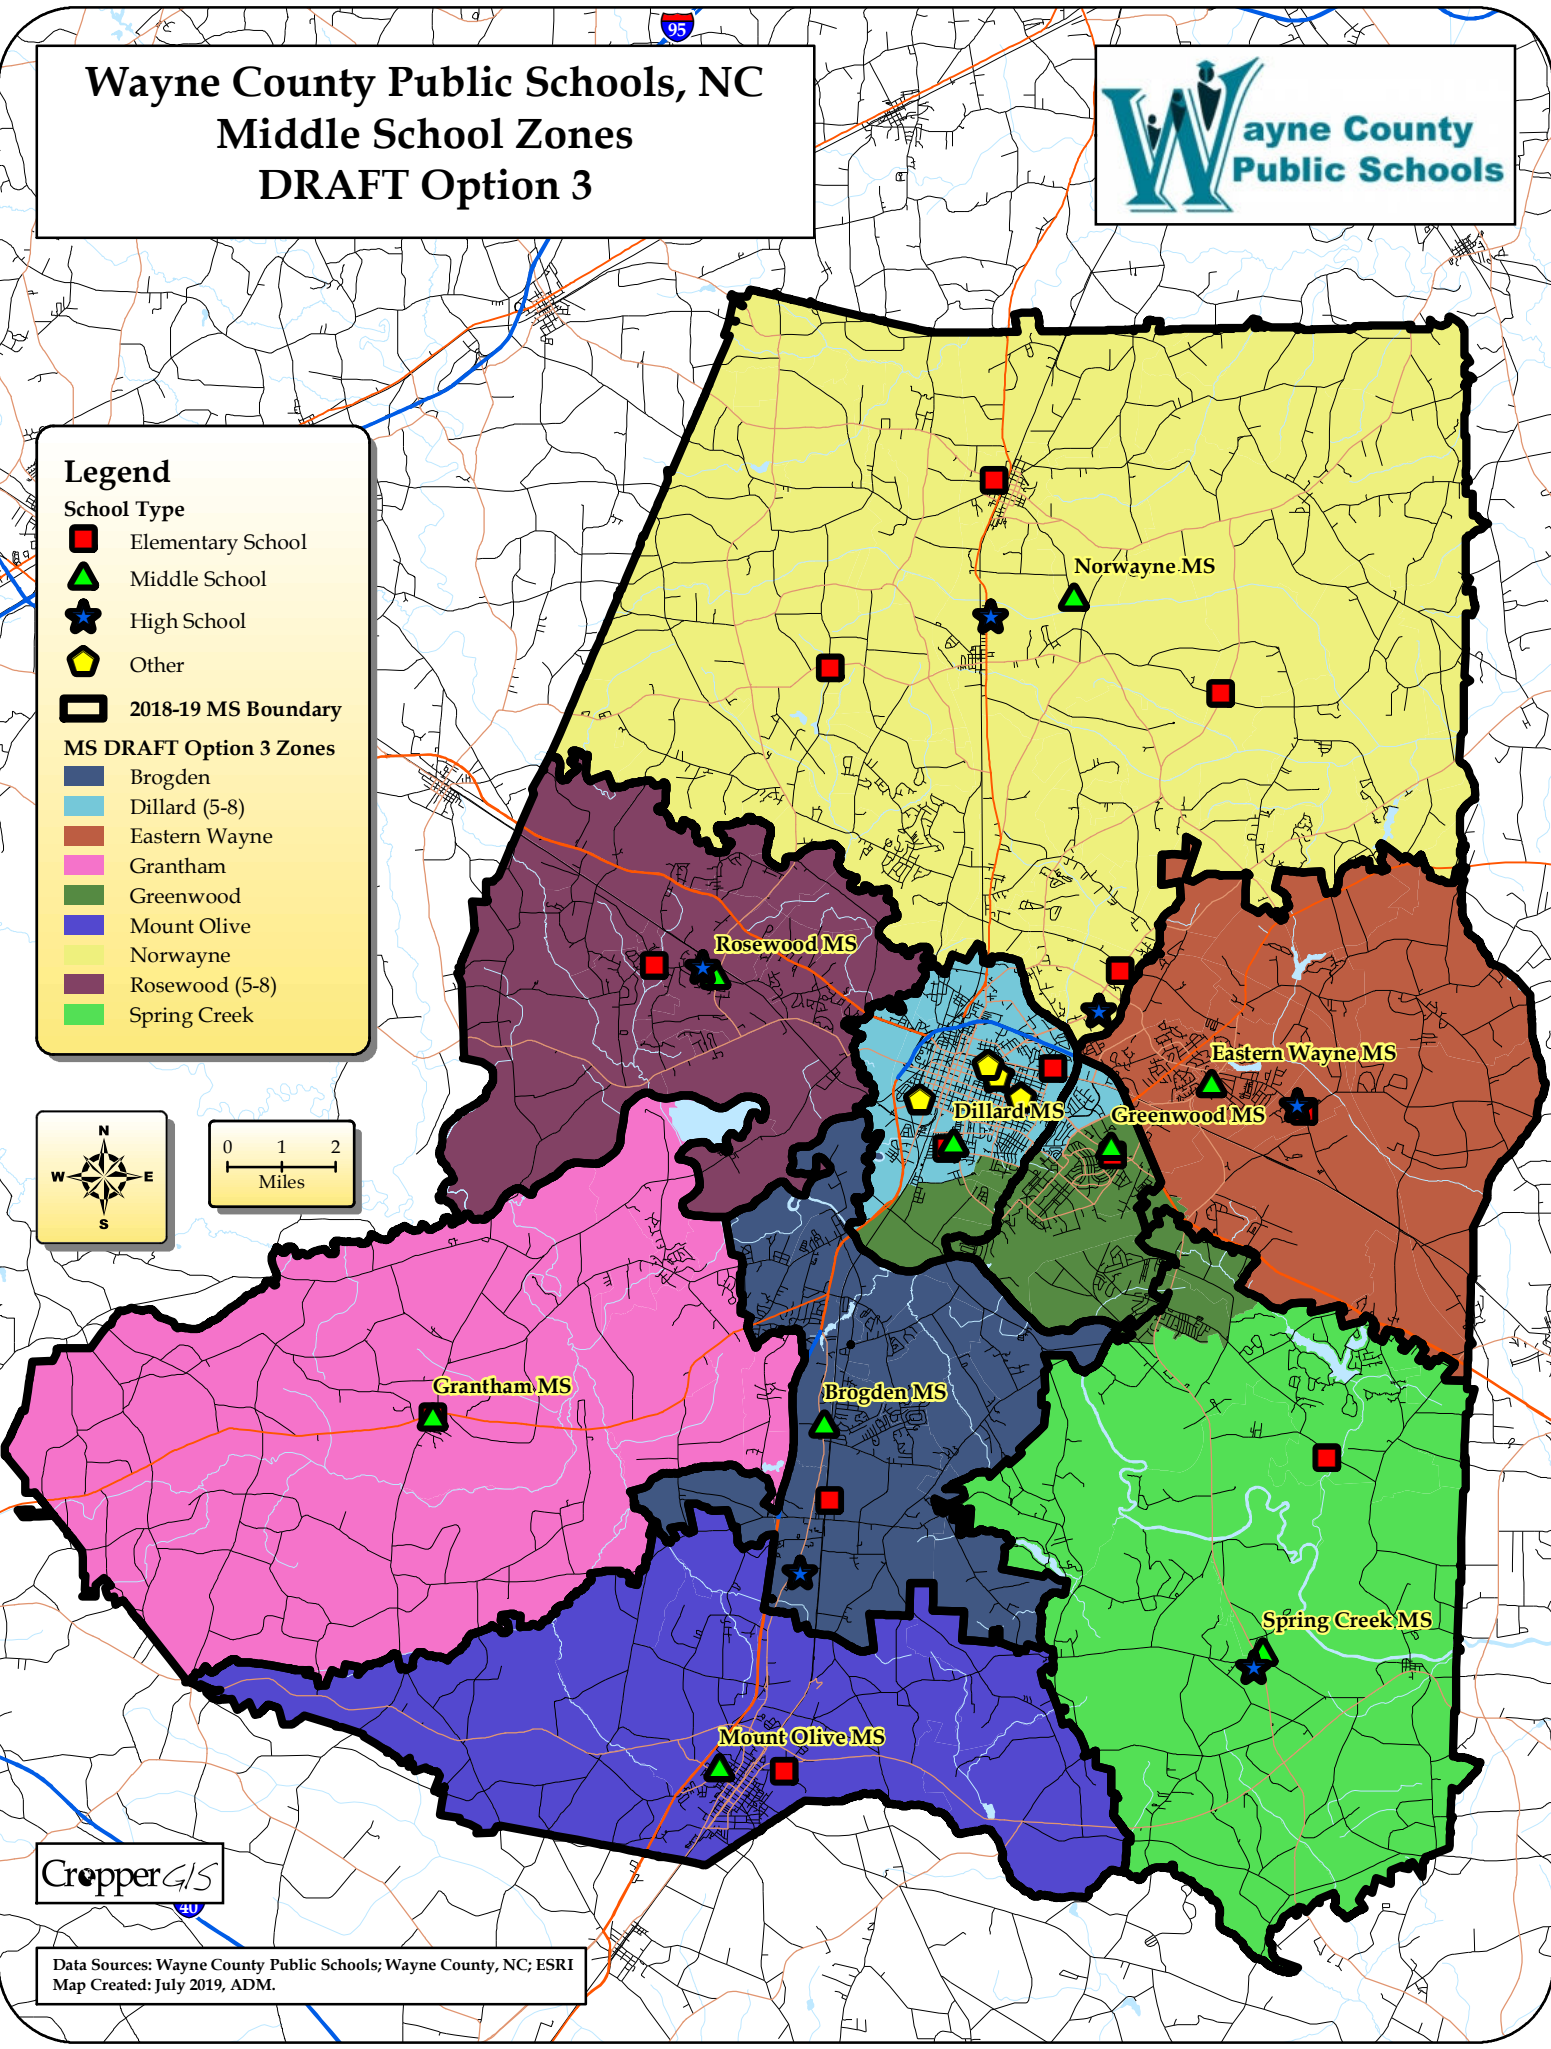 95
Wayne County Public Schools, NC
Middle School Zones
DRAFT Option 3
Wayne County
Public Schools
Legend
School Type
Elementary School
Middle School
High School
Other
2018-19 MS Boundary
MS DRAFT Option 3 Zones
Brogden
Dillard (5-8)
Eastern Wayne
Grantham
Greenwood
Mount Olive
Norwayne
Rosewood (5-8)
Spring Creek
Norwayne MS
Rosewood MS
Eastern Wayne MS
Dillard MS
Greenwood MS
N
W
E
S
0 1 2
Miles
Grantham MS
Brogden MS
Spring Creek MS
Mount Olive MS
Cropper GIS
40
Data Sources: Wayne County Public Schools; Wayne County, NC; ESRI
Map Created: July 2019, ADM.